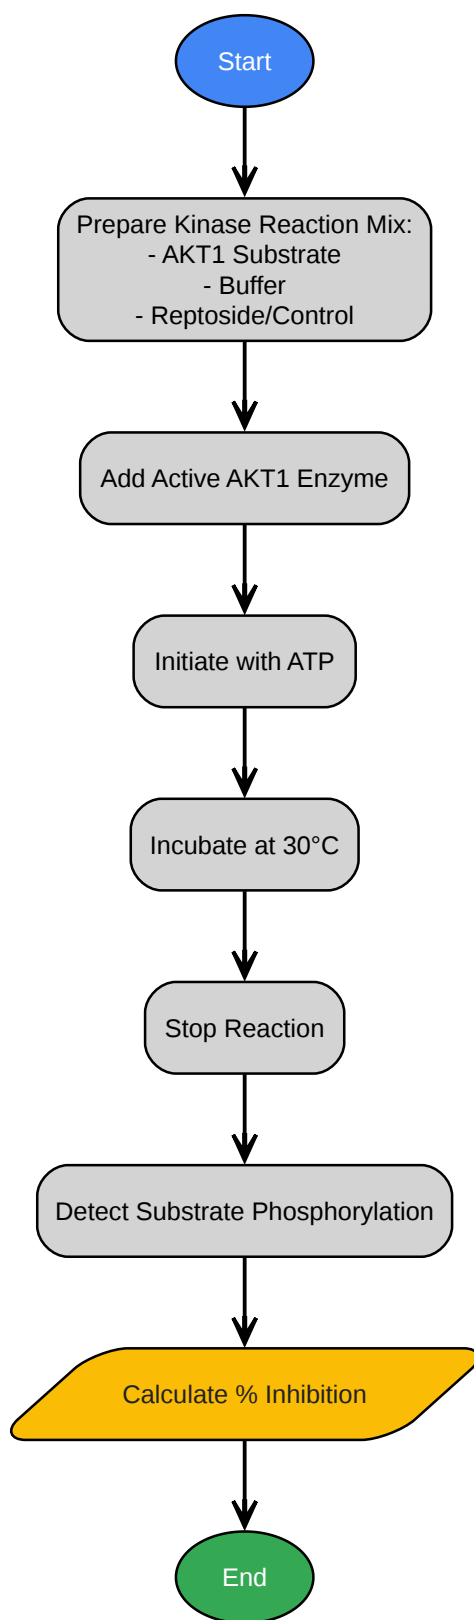 Start
Prepare Kinase Reaction Mix:
- AKT1 Substrate
- Buffer
- Reptoside/Control
Add Active AKT1 Enzyme
Initiate with ATP
Incubate at 30°C
Stop Reaction
Detect Substrate Phosphorylation
Calculate % Inhibition
End